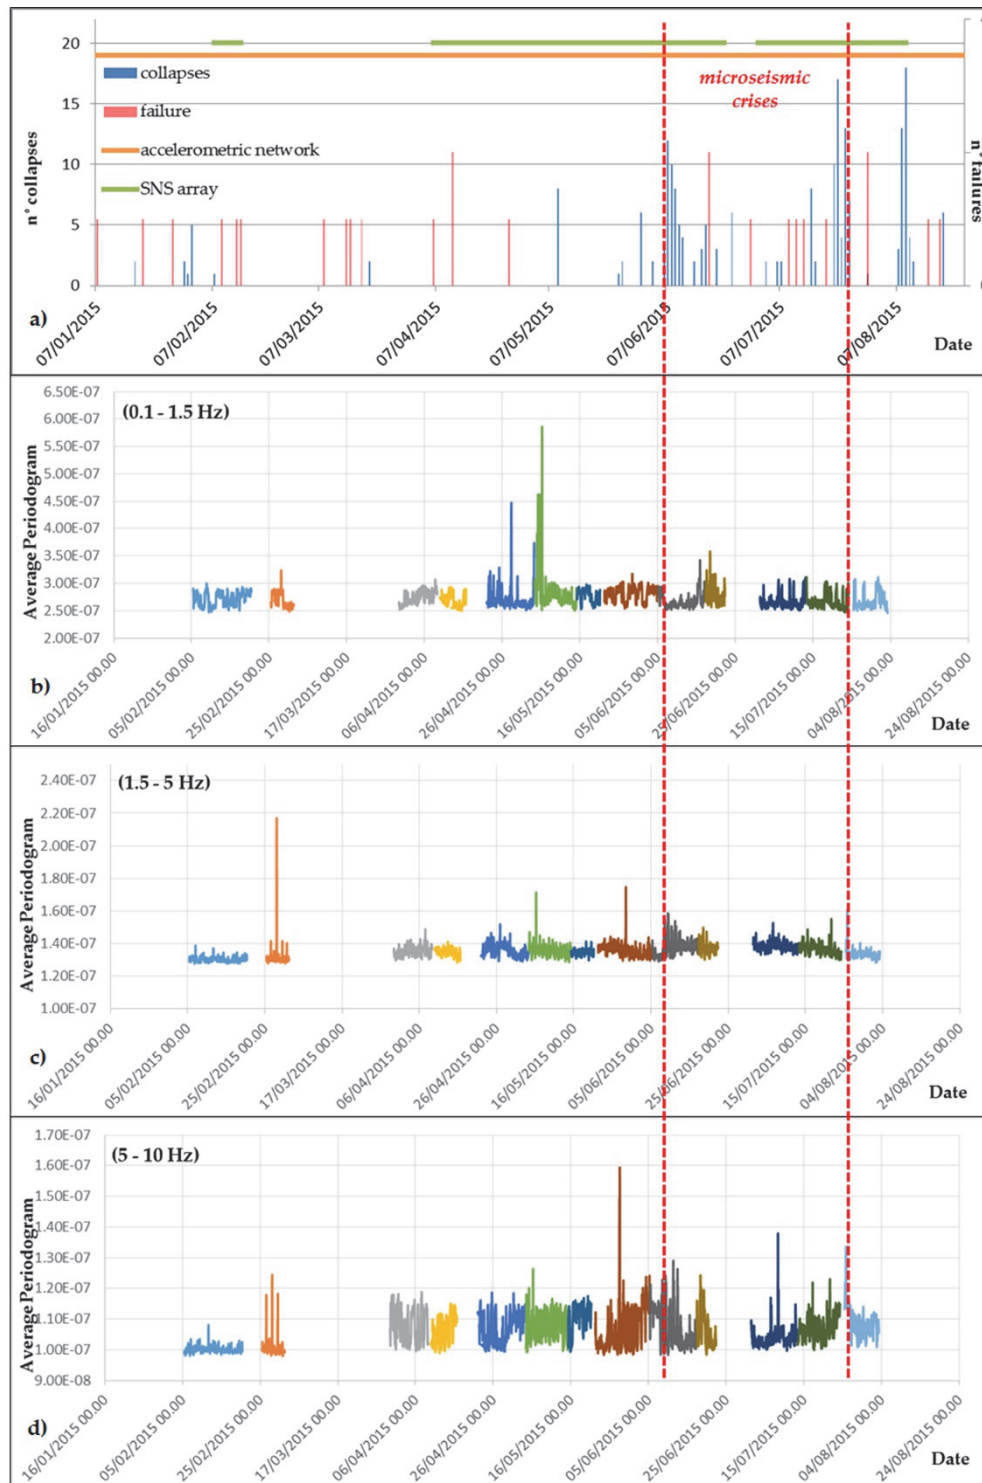 20
15
10
5
0
n° collapses
n° failures
collapses
failure
accelerometric network
SNS array
microseismic
crises
a)
07/01/2015
07/02/2015
07/03/2015
07/04/2015
07/05/2015
07/06/2015
07/07/2015
07/08/2015
Date
(0.1 - 1.5 Hz)
Average Periodogram
6.50E-07
6.00E-07
5.50E-07
5.00E-07
4.50E-07
4.00E-07
3.50E-07
3.00E-07
2.50E-07
2.00E-07
b)
16/01/2015 00.00
05/02/2015 00.00
25/02/2015 00.00
17/03/2015 00.00
06/04/2015 00.00
26/04/2015 00.00
16/05/2015 00.00
05/06/2015 00.00
25/06/2015 00.00
15/07/2015 00.00
04/08/2015 00.00
24/08/2015 00.00
Date
(1.5 - 5 Hz)
Average Periodogram
2.40E-07
2.20E-07
2.00E-07
1.80E-07
1.60E-07
1.40E-07
1.20E-07
1.00E-07
c)
16/01/2015 00.00
05/02/2015 00.00
25/02/2015 00.00
17/03/2015 00.00
06/04/2015 00.00
26/04/2015 00.00
16/05/2015 00.00
05/06/2015 00.00
25/06/2015 00.00
15/07/2015 00.00
04/08/2015 00.00
24/08/2015 00.00
Date
(5 - 10 Hz)
Average Periodogram
1.70E-07
1.60E-07
1.50E-07
1.40E-07
1.30E-07
1.20E-07
1.10E-07
1.00E-07
9.00E-08
d)
16/01/2015 00.00
05/02/2015 00.00
25/02/2015 00.00
17/03/2015 00.00
06/04/2015 00.00
26/04/2015 00.00
16/05/2015 00.00
05/06/2015 00.00
25/06/2015 00.00
15/07/2015 00.00
04/08/2015 00.00
24/08/2015 00.00
Date